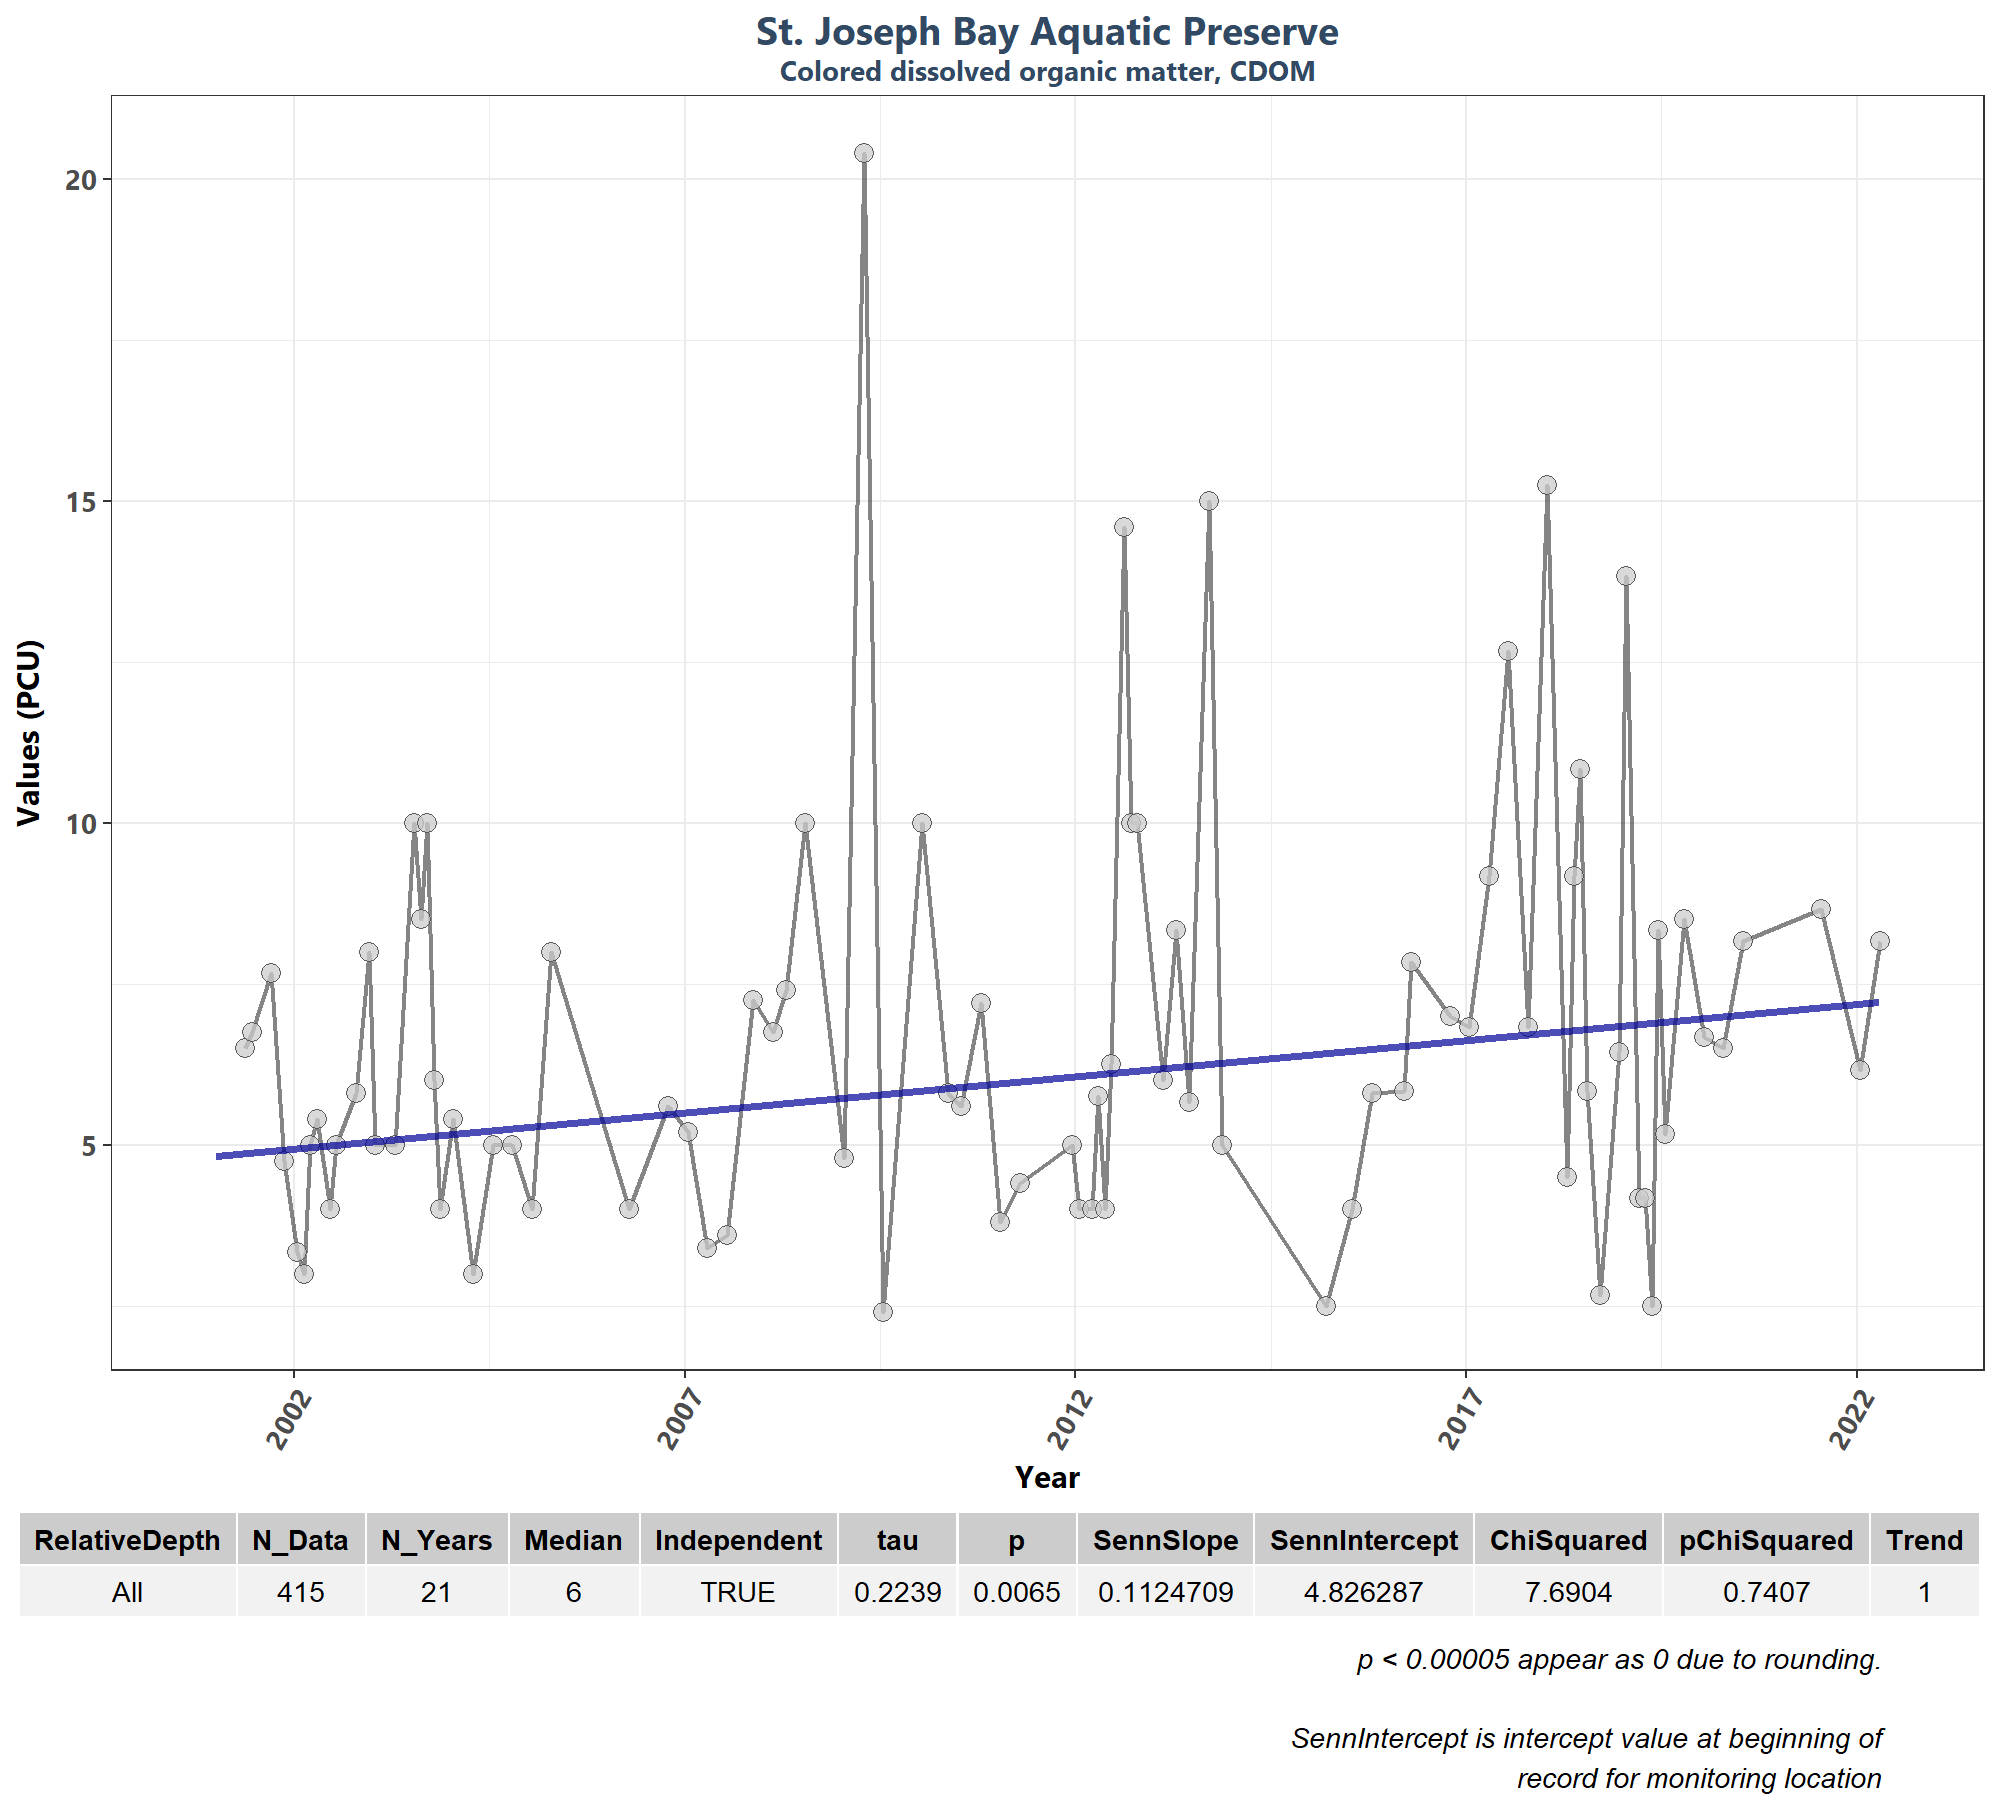 St. Joseph Bay Aquatic Preserve
Colored dissolved organic matter, CDOM
Values (PCU)
20
15
10
5
2002 2007 2012 2017 2022
Year
RelativeDepth N_Data N_Years Median Independent tau p SennSlope SennIntercept ChiSquared pChiSquared Trend
All 415 21 6 TRUE 0.2239 0.0065 0.1124709 4.826287 7.6904 0.7407 1
p < 0.00005 appear as 0 due to rounding.
SennIntercept is intercept value at beginning of
record for monitoring location